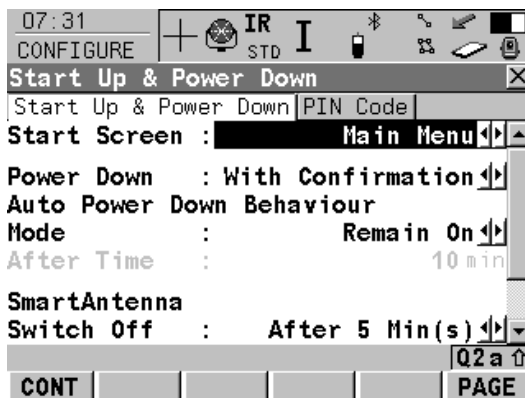 07:31
CONFIGURE
IR
STD
I
Start Up & Power Down
Start Up & Power Down PIN Code
Start Screen : Main Menu
Power Down : With Confirmation
Auto Power Down Behaviour
Mode : Remain On
After Time : 10 min
SmartAntenna
Switch Off : After 5 Min(s)
Q2a
CONT PAGE